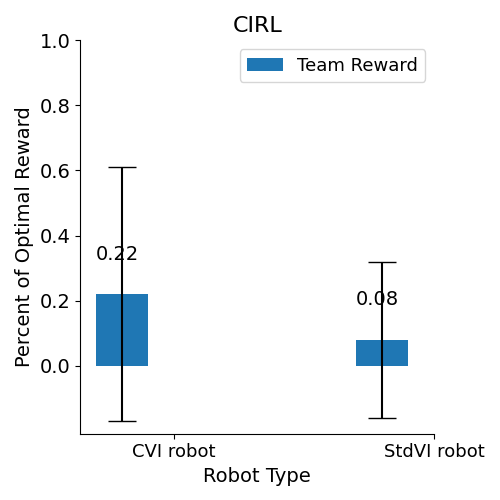 CIRL
Team Reward
Percent of Optimal Reward
1.0
0.8
0.6
0.4
0.2
0.0
0.22
0.08
CVI robot
StdVI robot
Robot Type